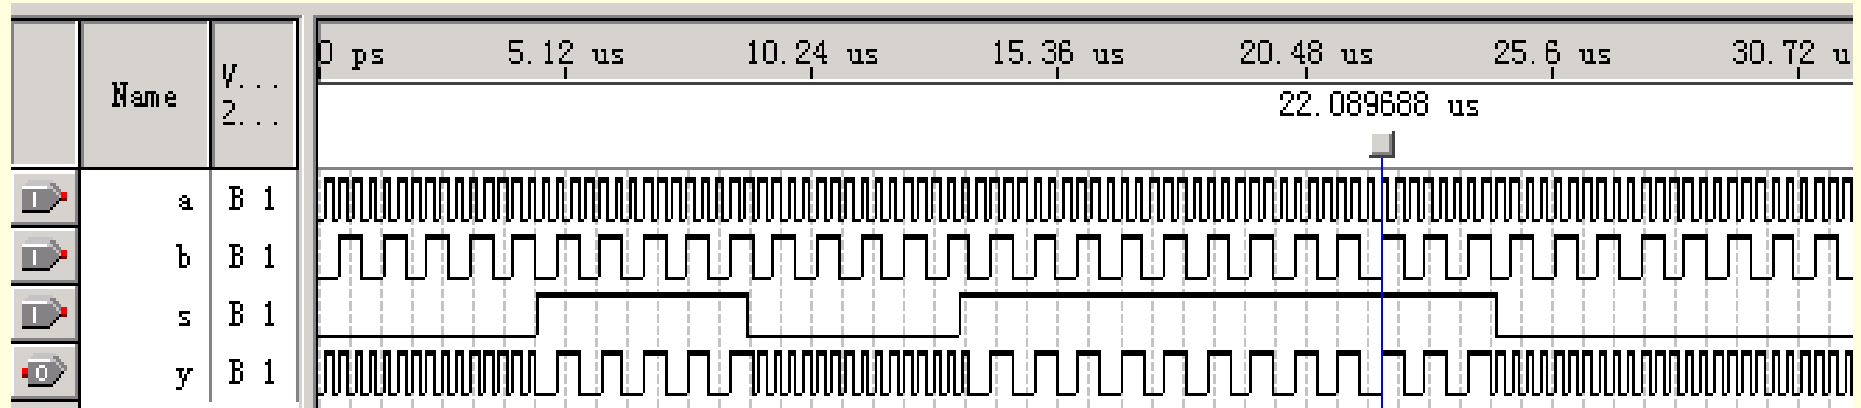 0 ps 5.12 us 10.24 us 15.36 us 20.48 us 25.6 us 30.72 u
Name V... 2...
22.089688 us
a B 1
b B 1
s B 1
y B 1